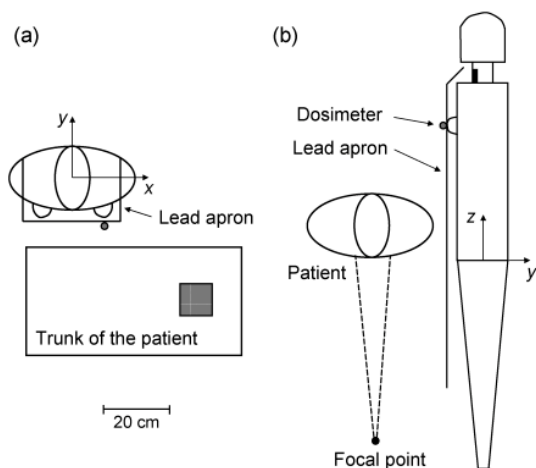 (a)
y
x
Lead apron
Trunk of the patient
20 cm
(b)
Dosimeter
Lead apron
z
y
Patient
Focal point